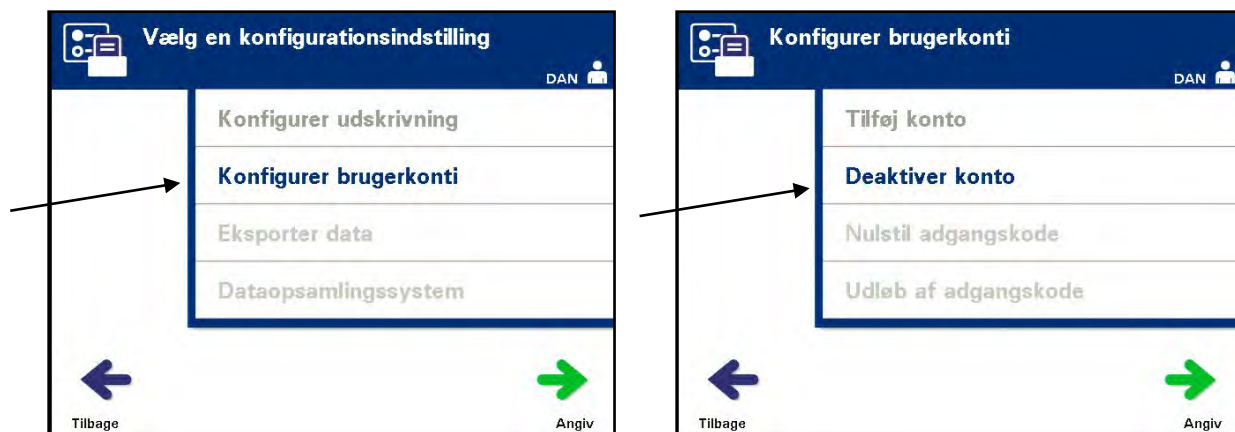 Vælg en konfigurationsindstilling
DAN
Konfigurer udskrivning
Konfigurer brugerkonti
Eksporter data
Dataopsamlingssystem
Tilbage
Angiv
Konfigurer brugerkonti
DAN
Tilføj konto
Deaktiver konto
Nulstil adgangskode
Udløb af adgangskode
Tilbage
Angiv